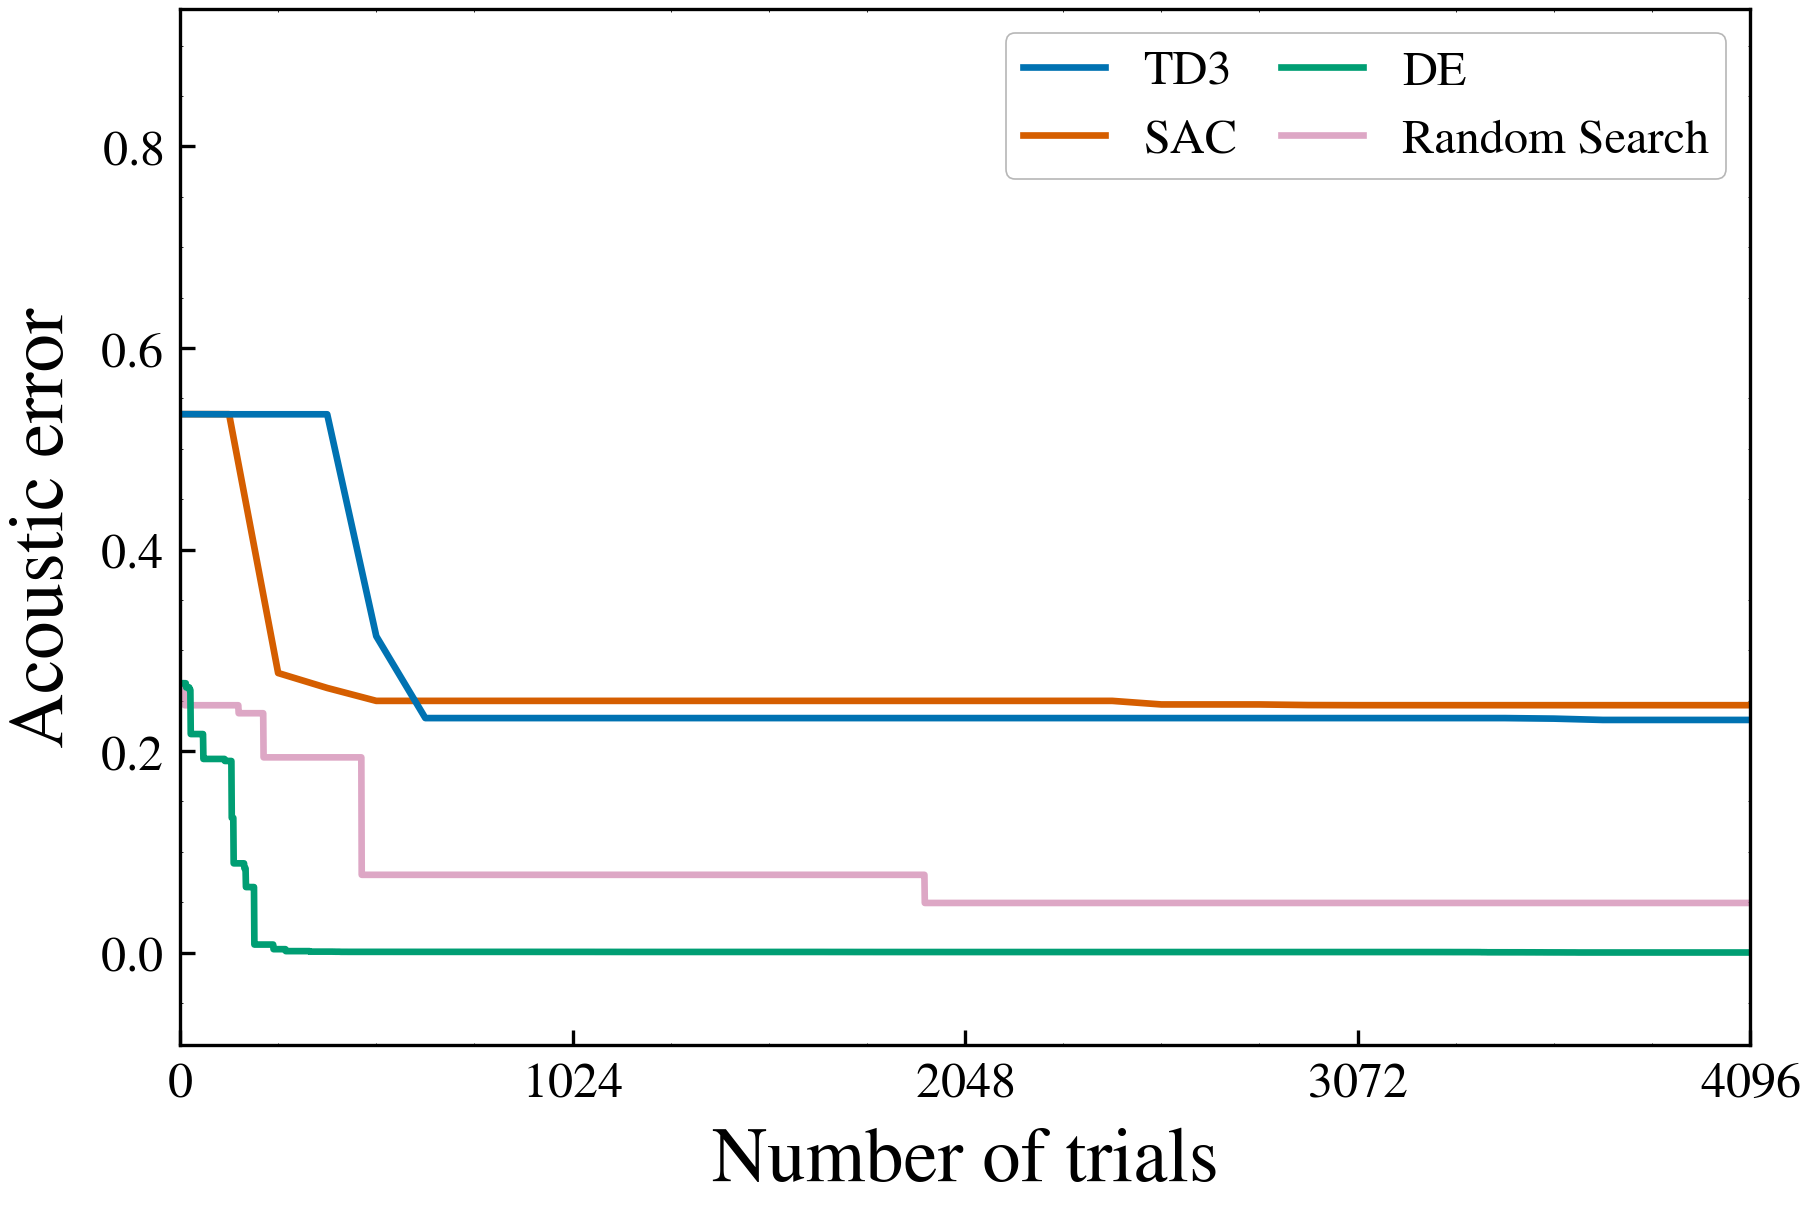 TD3
DE
SAC
Random Search
Acoustic error
0.8
0.6
0.4
0.2
0.0
0
1024
2048
3072
4096
Number of trials